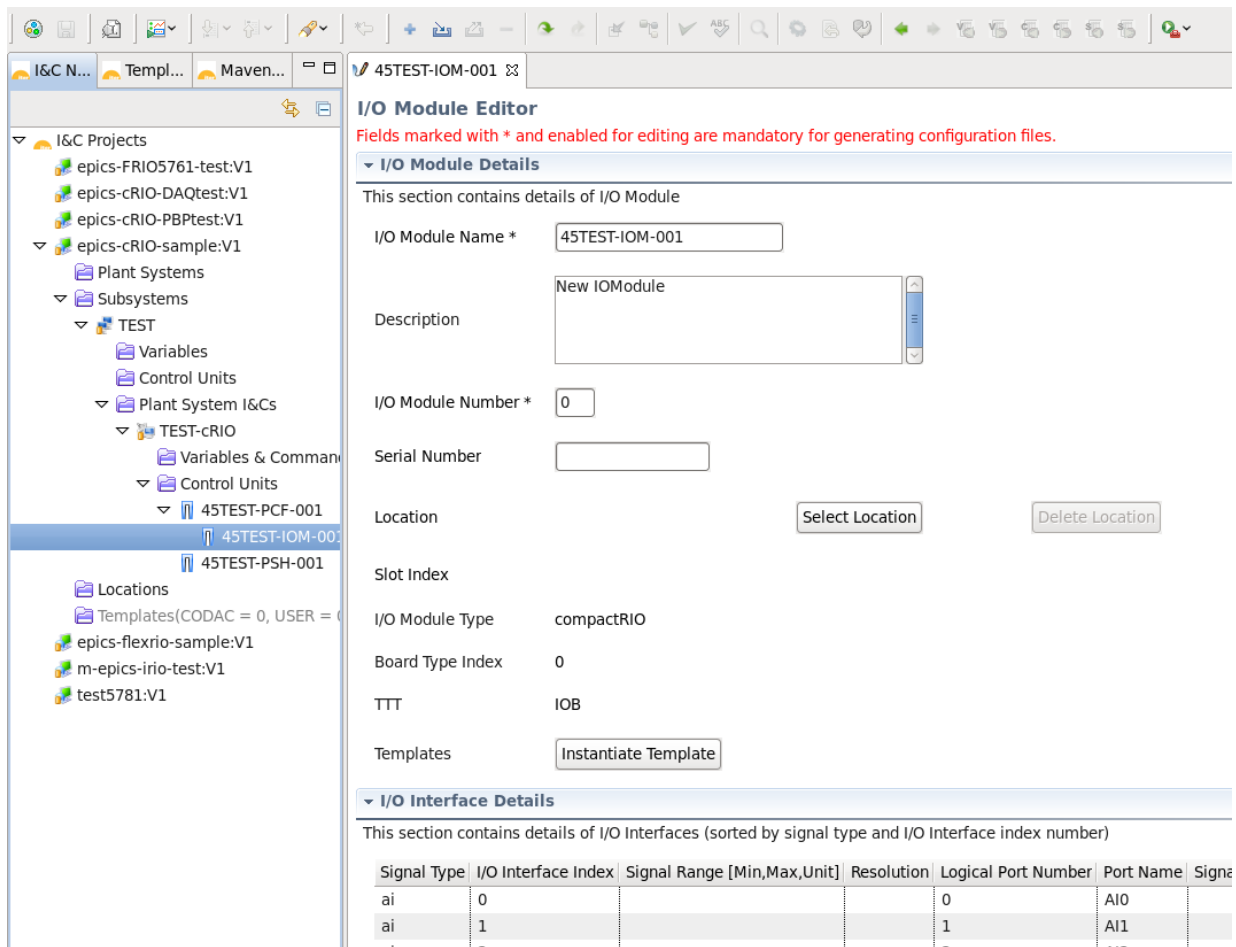 I&C N...
Templ...
Maven...
45TEST-IOM-001
I&C Projects
epics-FRIO5761-test:V1
epics-cRIO-DAQtest:V1
epics-cRIO-PBPtest:V1
epics-cRIO-sample:V1
Plant Systems
Subsystems
TEST
Variables
Control Units
Plant System I&Cs
TEST-cRIO
Variables & Comman
Control Units
45TEST-PCF-001
45TEST-IOM-001
45TEST-PSH-001
Locations
Templates(CODAC = 0, USER = 0
epics-flexrio-sample:V1
m-epics-irio-test:V1
test5781:V1
I/O Module Editor
Fields marked with * and enabled for editing are mandatory for generating configuration files.
I/O Module Details
This section contains details of I/O Module
I/O Module Name * 45TEST-IOM-001
Description New IOModule
I/O Module Number * 0
Serial Number
Location Select Location Delete Location
Slot Index
I/O Module Type compactRIO
Board Type Index 0
TTT IOB
Templates Instantiate Template
I/O Interface Details
This section contains details of I/O Interfaces (sorted by signal type and I/O Interface index number)
Signal Type I/O Interface Index Signal Range [Min,Max,Unit] Resolution Logical Port Number Port Name Signa
ai 0 0 AI0
ai 1 1 AI1